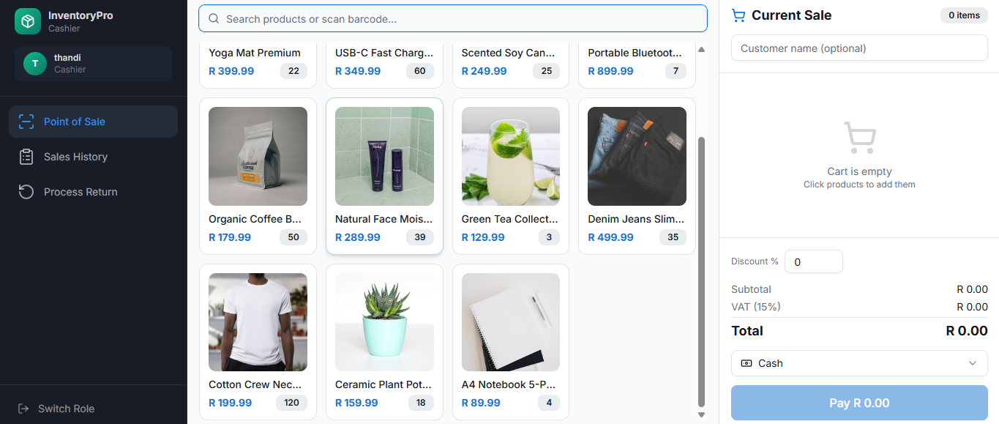 InventoryPro
Cashier
T
thandi
Cashier
Point of Sale
Sales History
Process Return
Switch Role
Search products or scan barcode...
Yoga Mat Premium
R 399.99
22
USB-C Fast Charg...
R 349.99
60
Scented Soy Can...
R 249.99
25
Portable Bluetoot...
R 899.99
7
COFFEE
Organic Coffee B...
R 179.99
50
Natural Face Mois...
R 289.99
39
Green Tea Collect...
R 129.99
3
Denim Jeans Slim...
R 499.99
35
Cotton Crew Nec...
R 199.99
120
Ceramic Plant Pot...
R 159.99
18
A4 Notebook 5-P...
R 89.99
4
Current Sale
0 items
Customer name (optional)
Cart is empty
Click products to add them
Discount %
0
Subtotal
R 0.00
VAT (15%)
R 0.00
Total
R 0.00
Cash
Pay R 0.00